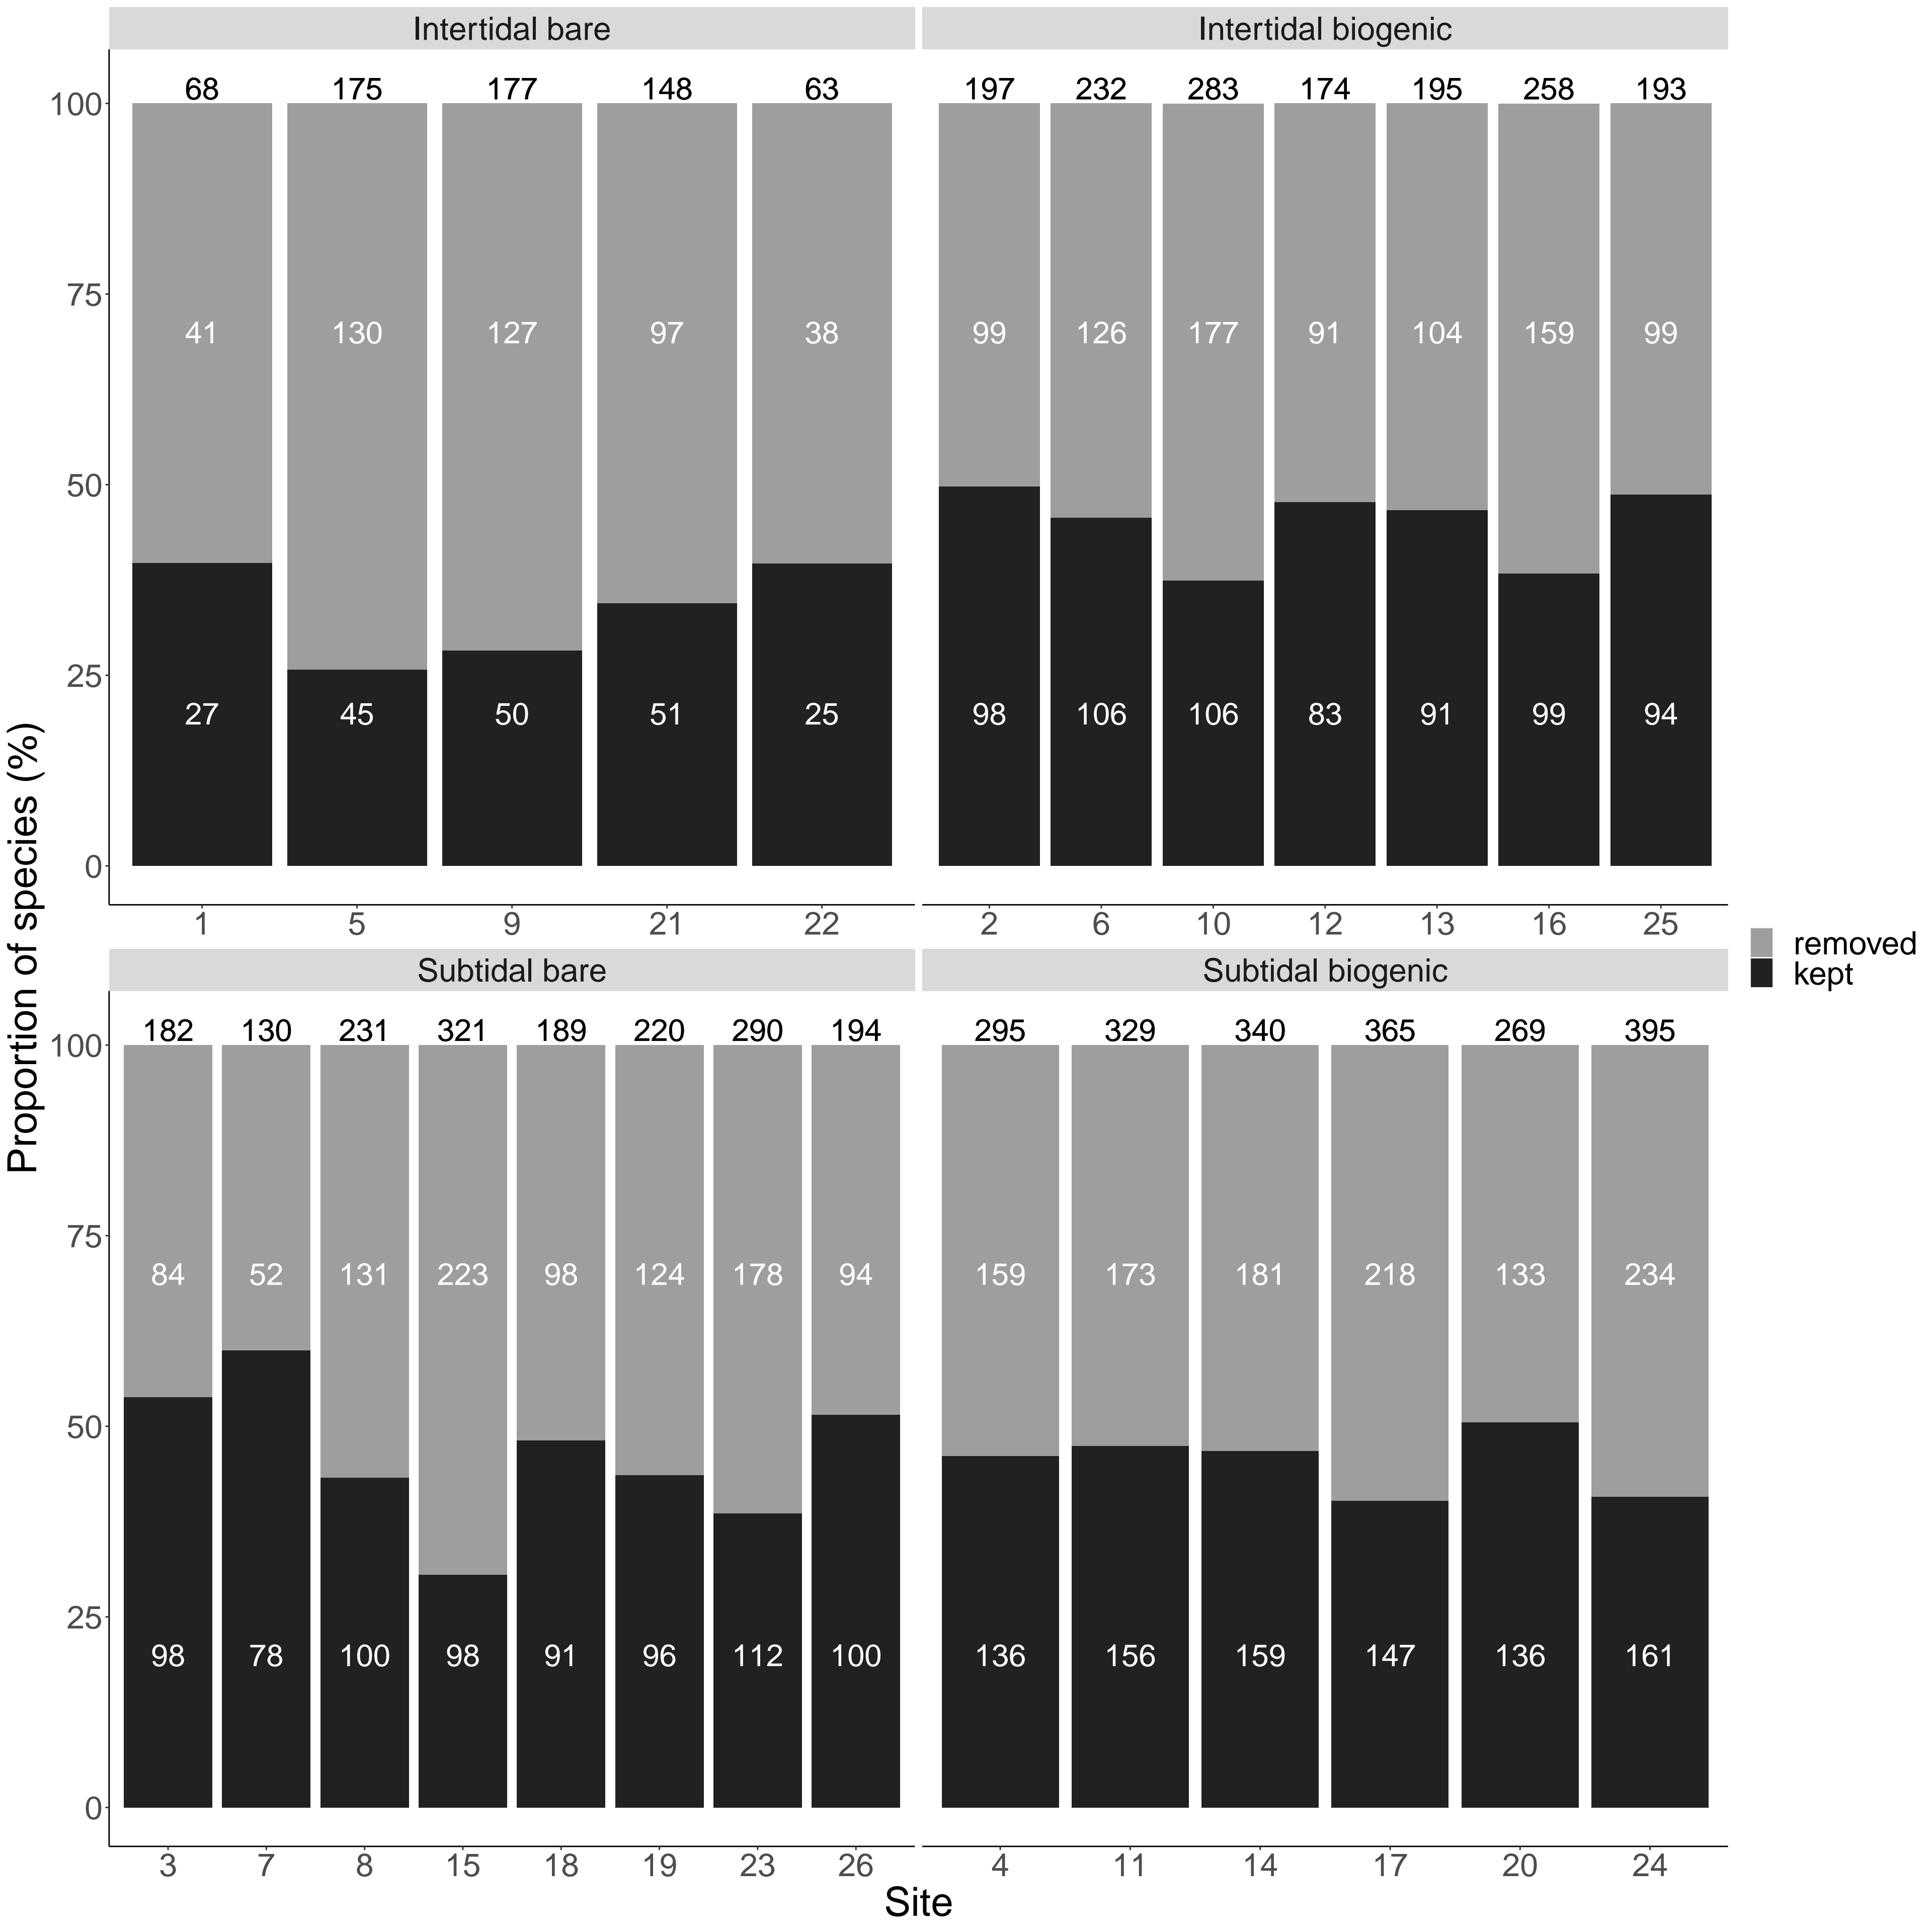 Intertidal bare
Intertidal biogenic
68 175 177 148 63
197 232 283 174 195 258 193
100
75
50
25
0
41 130 127 97 38
99 126 177 91 104 159 99
27 45 50 51 25
98 106 106 83 91 99 94
1 5 9 21 22
2 6 10 12 13 16 25
Subtidal bare
Subtidal biogenic
182 130 231 321 189 220 290 194
295 329 340 365 269 395
100
75
50
25
0
84 52 131 223 98 124 178 94
159 173 181 218 133 234
98 78 100 98 91 96 112 100
136 156 159 147 136 161
3 7 8 15 18 19 23 26
4 11 14 17 20 24
Proportion of species (%)
Site
removed
kept